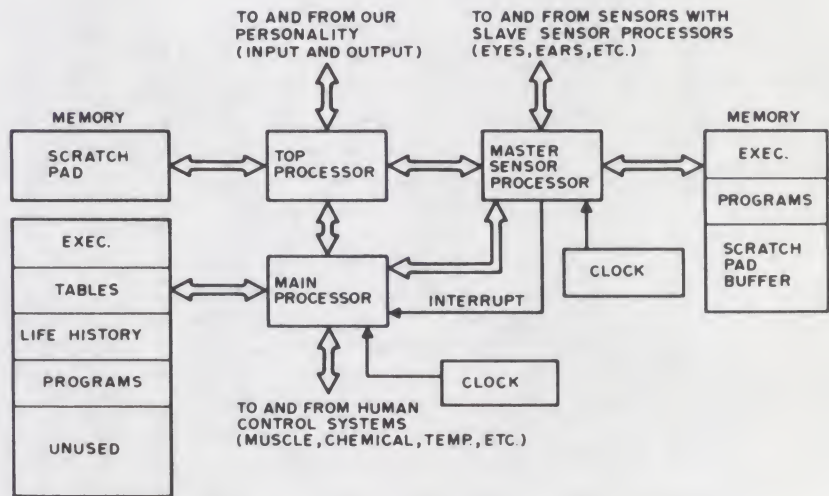 TO AND FROM OUR
PERSONALITY
(INPUT AND OUTPUT)
TO AND FROM SENSORS WITH
SLAVE SENSOR PROCESSORS
(EYES, EARS, ETC.)
MEMORY
SCRATCH
PAD
TOP
PROCESSOR
MASTER
SENSOR
PROCESSOR
MEMORY
EXEC.
PROGRAMS
SCRATCH
PAD
BUFFER
EXEC.
TABLES
LIFE HISTORY
PROGRAMS
UNUSED
MAIN
PROCESSOR
INTERRUPT
CLOCK
CLOCK
TO AND FROM HUMAN
CONTROL SYSTEMS
(MUSCLE, CHEMICAL, TEMP., ETC.)